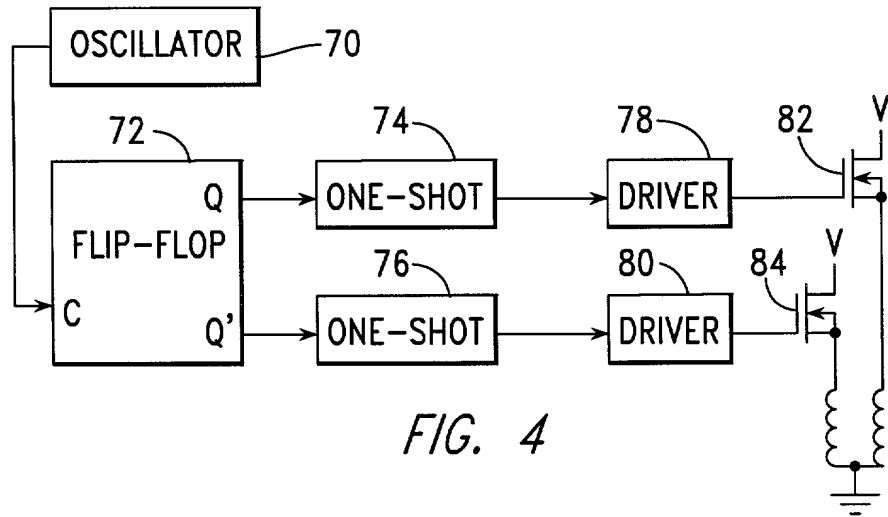 OSCILLATOR
70
72
74
78
82
V
Q
ONE-SHOT
DRIVER
FLIP-FLOP
76
80
84
V
C
Q'
ONE-SHOT
DRIVER
FIG. 4